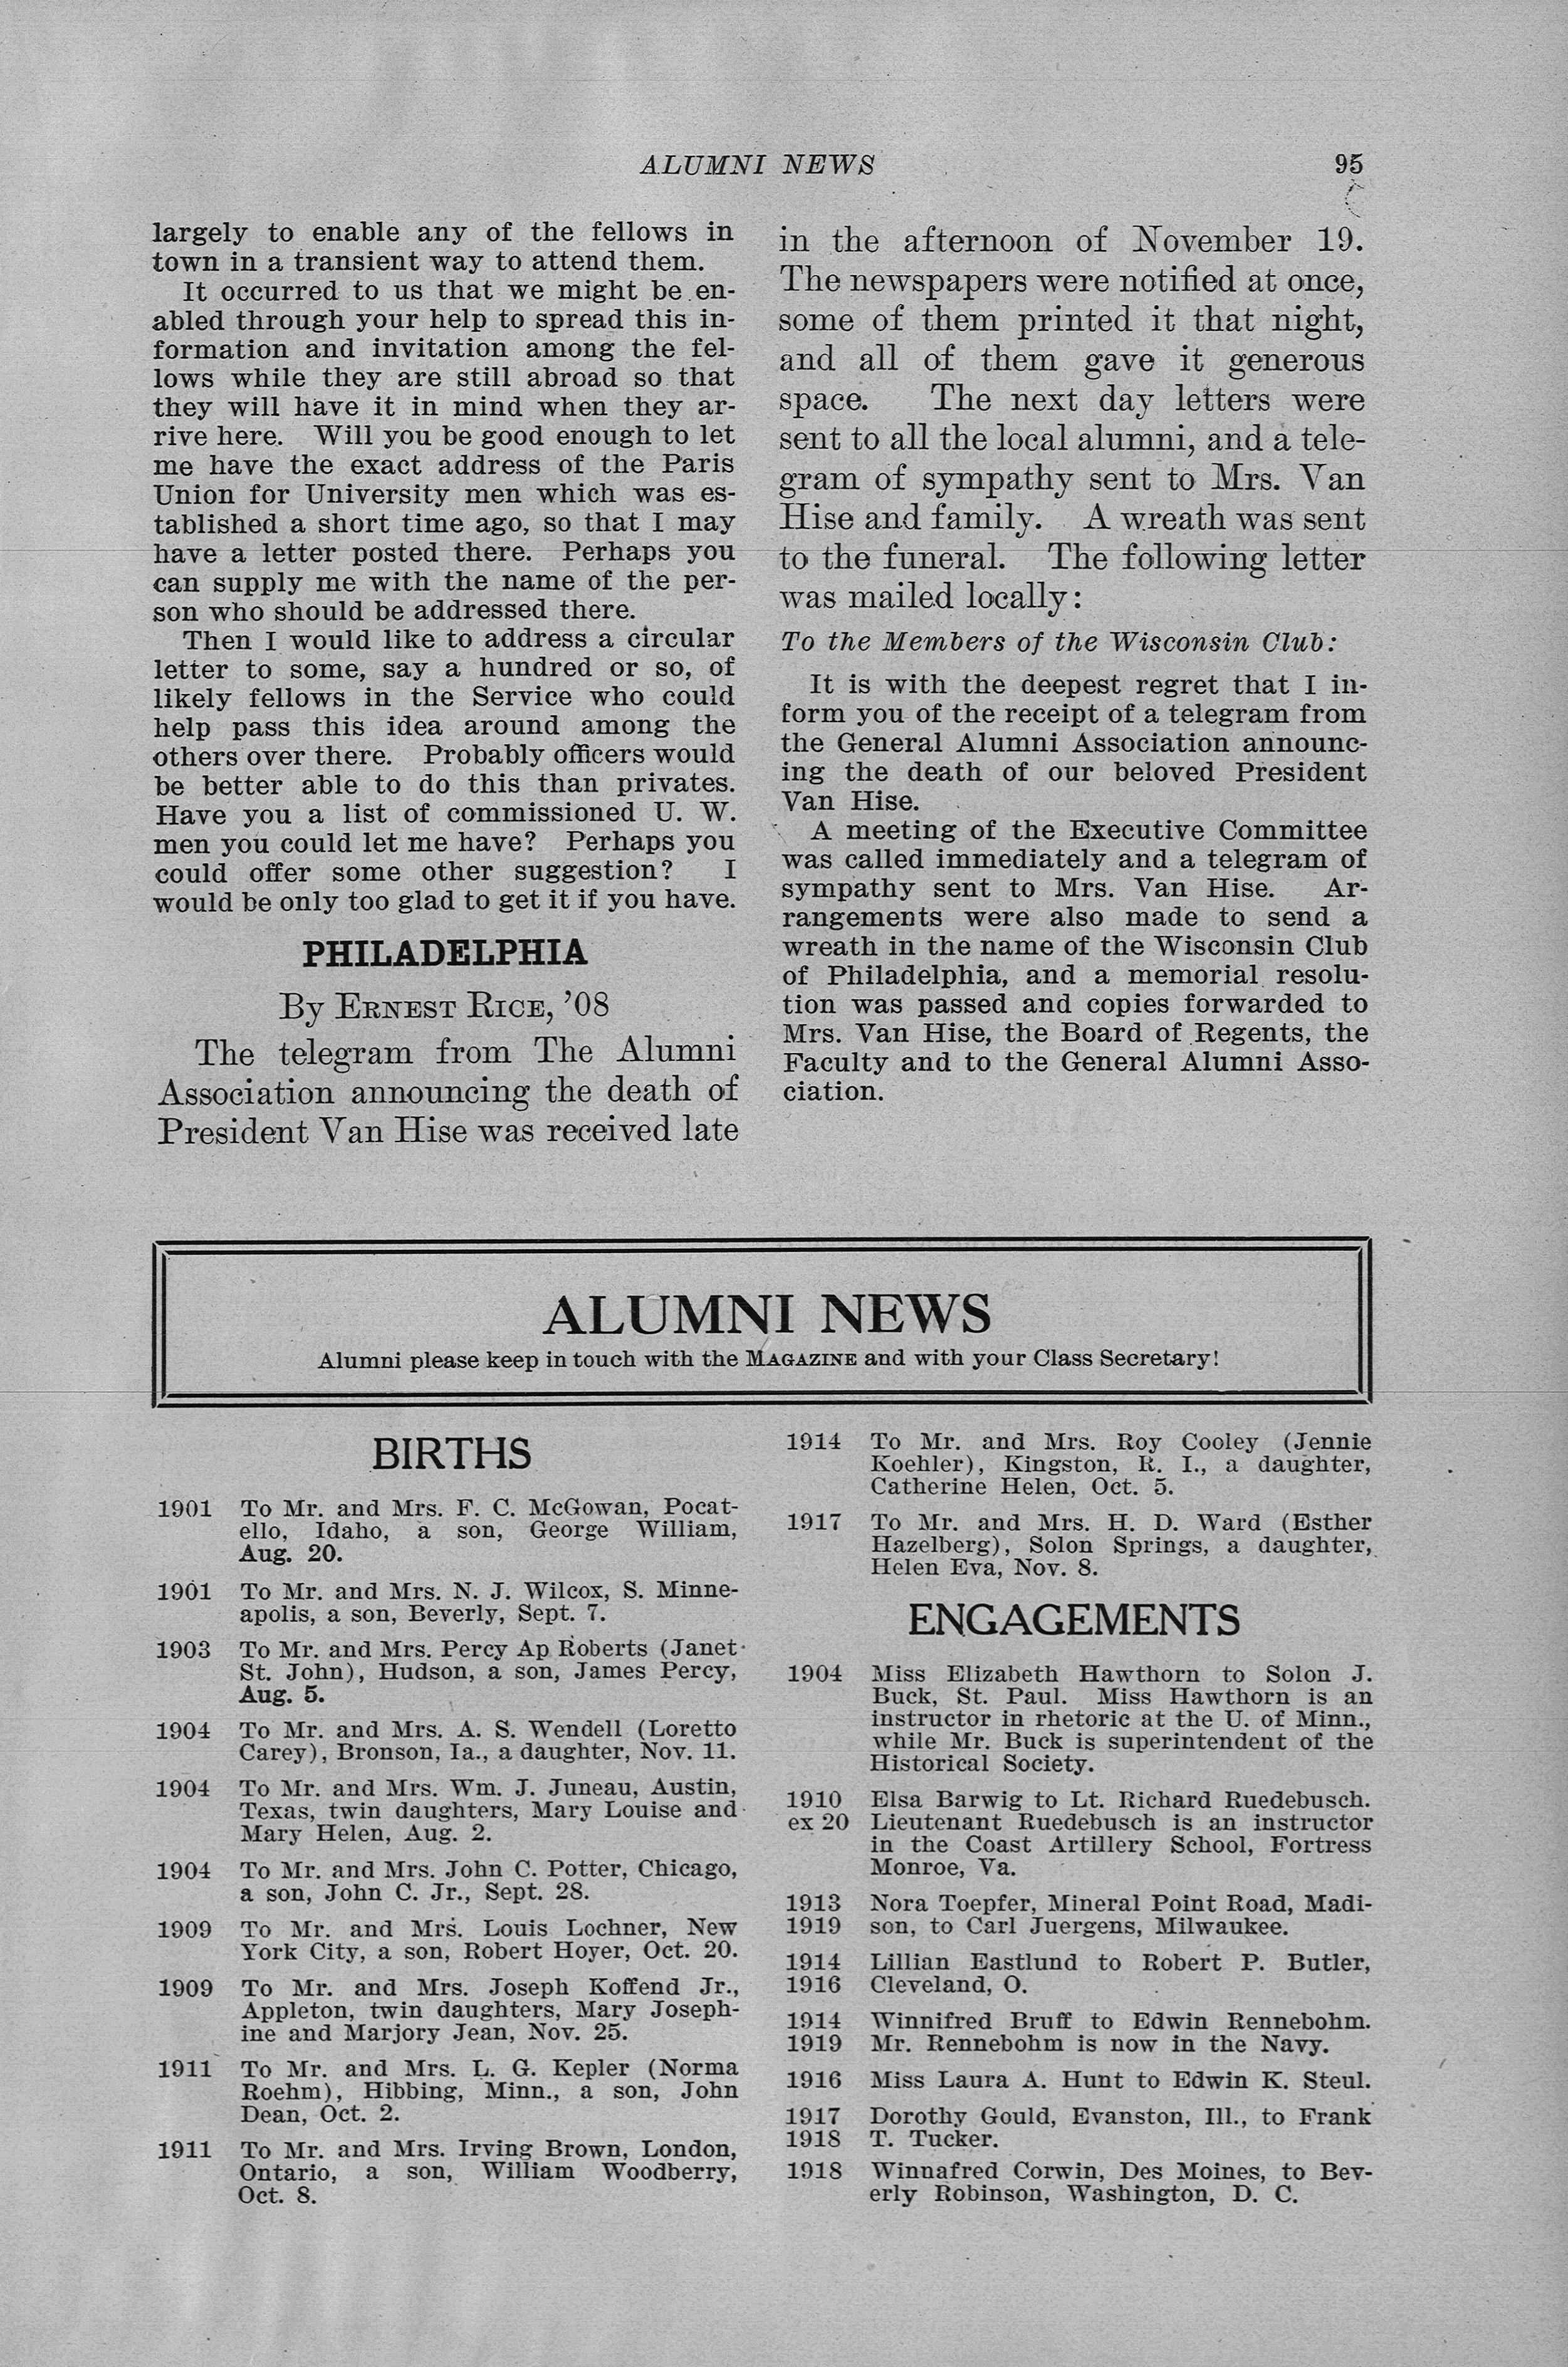 ALUMNI NEWS 95
largely to enable any of the fellows in
town in a transient way to attend them.
It occurred to us that we might be en-
abled through your help to spread this in-
formation and invitation among the fel-
lows while they are still abroad so that
they will have it in mind when they ar-
rive here. Will you be good enough to let
me have the exact address of the Paris
Union for University men which was es-
tablished a short time ago, so that I may
have a letter posted there. Perhaps you
can supply me with the name of the per-
son who should be addressed there.
Then I would like to address a circular
letter to some, say a hundred or so, of
likely fellows in the Service who could
help pass this idea around among the
others over there. Probably officers would
be better able to do this than privates.
Have you a list of commissioned U. W.
men you could let me have? Perhaps you
could offer some other suggestion? I
would be only too glad to get it if you have.
PHILADELPHIA
By ERNEST RICE, '08
The telegram from The Alumni
Association announcing the death of
President Van Hise was received late
in the afternoon of November 19.
The newspapers were notified at once,
some of them printed it that night,
and all of them gave it generous
space. The next day letters were
sent to all the local alumni, and a tele-
gram of sympathy sent to Mrs. Van
Hise and family. A wreath was sent
to the funeral. The following letter
was mailed locally:
To the Members of the Wisconsin Club:
It is with the deepest regret that I in-
form you of the receipt of a telegram from
the General Alumni Association announc-
ing the death of our beloved President
Van Hise.
A meeting of the Executive Committee
was called immediately and a telegram of
sympathy sent to Mrs. Van Hise. Ar-
rangements were also made to send a
wreath in the name of the Wisconsin Club
of Philadelphia, and a memorial resolu-
tion was passed and copies forwarded to
Mrs. Van Hise, the Board of Regents, the
Faculty and to the General Alumni Asso-
ciation.
ALUMNI NEWS
Alumni please keep in touch with the MAGAZINE and with your Class Secretary!
BIRTHS
1901 To Mr. and Mrs. F. C. McGowan, Pocat-
ello, Idaho, a son, George William,
Aug. 20.
1901 To Mr. and Mrs. N. J. Wilcox, S. Minne-
apolis, a son, Beverly, Sept. 7.
1903 To Mr. and Mrs. Percy Ap Roberts (Janet
St. John), Hudson, a son, James Percy,
Aug. 5.
1904 To Mr. and Mrs. A. S. Wendell (Loretto
Carey), Bronson, Ia., a daughter, Nov. 11.
1904 To Mr. and Mrs. Wm. J. Juneau, Austin,
Texas, twin daughters, Mary Louise and
Mary Helen, Aug. 2.
1904 To Mr. and Mrs. John C. Potter, Chicago,
a son, John C. Jr., Sept. 28.
1909 To Mr. and Mrs. Louis Lochner, New
York City, a son, Robert Hoyer, Oct. 20.
1909 To Mr. and Mrs. Joseph Koffend Jr.,
Appleton, twin daughters, Mary Joseph-
ine and Marjory Jean, Nov. 25.
1911 To Mr. and Mrs. L. G. Kepler (Norma
Roehm), Hibbing, Minn., a son, John
Dean, Oct. 2.
1911 To Mr. and Mrs. Irving Brown, London,
Ontario, a son, William Woodberry,
Oct. 8.
1914 To Mr. and Mrs. Roy Cooley (Jennie
Koehler), Kingston, R. I., a daughter,
Catherine Helen, Oct. 5.
1917 To Mr. and Mrs. H. D. Ward (Esther
Hazelberg), Solon Springs, a daughter,
Helen Eva, Nov. 8.
ENGAGEMENTS
1904 Miss Elizabeth Hawthorn to Solon J.
Buck, St. Paul. Miss Hawthorn is an
instructor in rhetoric at the U. of Minn.,
while Mr. Buck is superintendent of the
Historical Society.
1910 Elsa Barwig to Lt. Richard Ruedebusch.
ex 20 Lieutenant Ruedebusch is an instructor
in the Coast Artillery School, Fortress
Monroe, Va.
1913 Nora Toepfer, Mineral Point Road, Madi-
1919 son, to Carl Juergens, Milwaukee.
1914 Lillian Eastlund to Robert P. Butler,
1916 Cleveland, O.
1914 Winnifred Bruff to Edwin Rennebohm.
1919 Mr. Rennebohm is now in the Navy.
1916 Miss Laura A. Hunt to Edwin K. Steul.
1917 Dorothy Gould, Evanston, Ill., to Frank
1918 T. Tucker.
1918 Winnafred Corwin, Des Moines, to Bev-
erly Robinson, Washington, D. C.